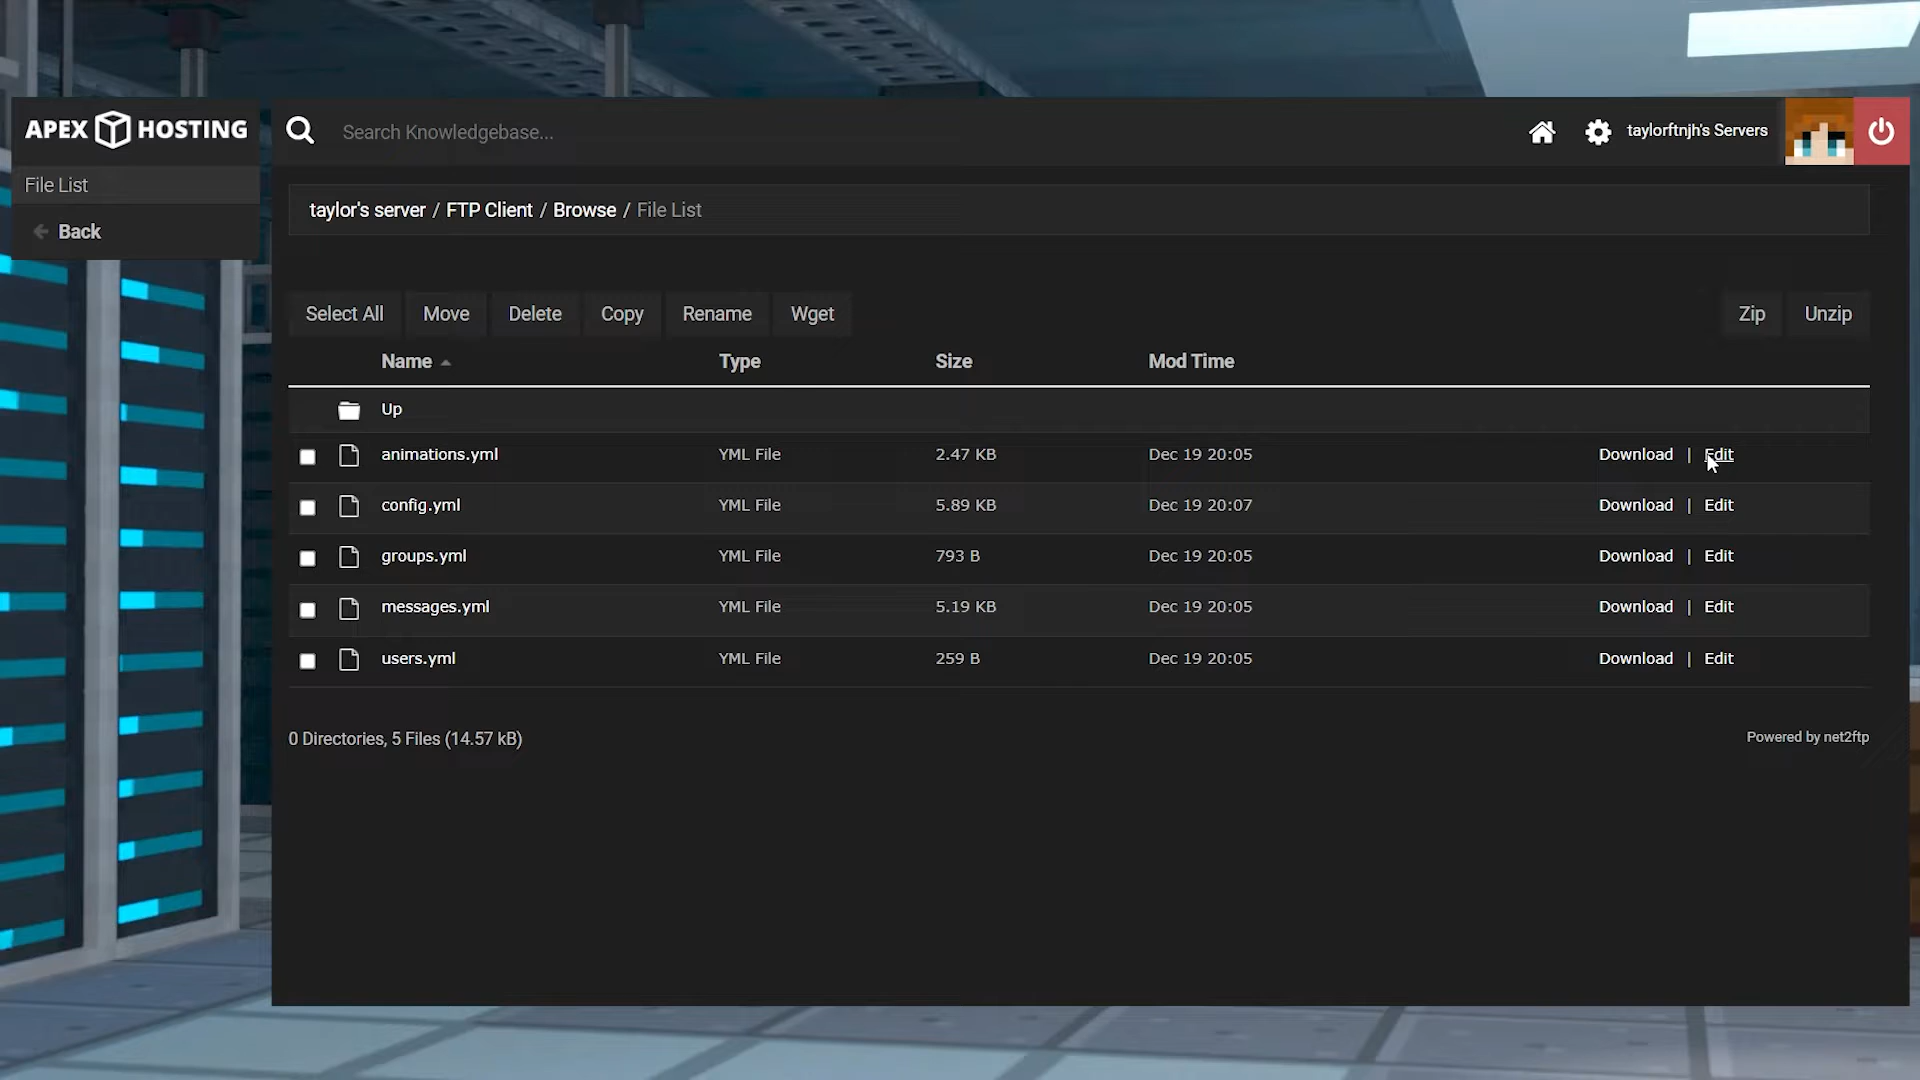 APEX HOSTING
Search Knowledgebase...
taylorftnjh's Servers
File List
Back
taylor's server / FTP Client / Browse / File List
Select All Move Delete Copy Rename Wget Zip Unzip
Name Type Size Mod Time
Up
animations.yml YML File 2.47 KB Dec 19 20:05 Download | Edit
config.yml YML File 5.89 KB Dec 19 20:07 Download | Edit
groups.yml YML File 793 B Dec 19 20:05 Download | Edit
messages.yml YML File 5.19 KB Dec 19 20:05 Download | Edit
users.yml YML File 259 B Dec 19 20:05 Download | Edit
0 Directories, 5 Files (14.57 kB)
Powered by net2ftp